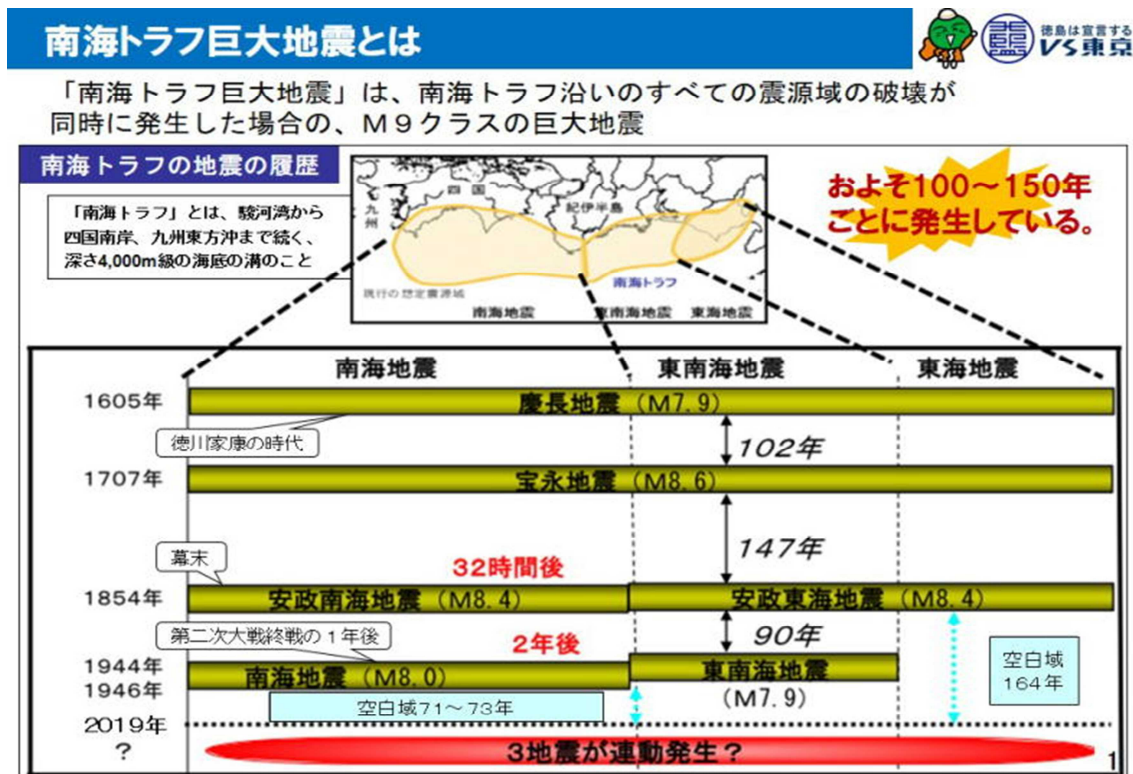 南海トラフ巨大地震とは
徳島は宣言する
VS東京
「南海トラフ巨大地震」は、南海トラフ沿いのすべての震源域の破壊が
同時に発生した場合の、M9クラスの巨大地震
南海トラフの地震の履歴
「南海トラフ」とは、駿河湾から
四国南岸、九州東方沖まで続く、
深さ4,000m級の海底の溝のこと
九州
四国
紀伊半島
南海トラフ
現行の想定震源域
南海地震
東南海地震
東海地震
およそ100～150年
ごとに発生している。
南海地震
東南海地震
東海地震
1605年
慶長地震（M7.9）
徳川家康の時代
102年
1707年
宝永地震（M8.6）
147年
幕末
32時間後
1854年
安政南海地震（M8.4）
安政東海地震（M8.4）
第二次大戦終戦の1年後
2年後
90年
1944年
1946年
南海地震（M8.0）
東南海地震
（M7.9）
空白域
164年
空白域71～73年
2019年
？
3地震が連動発生？
1